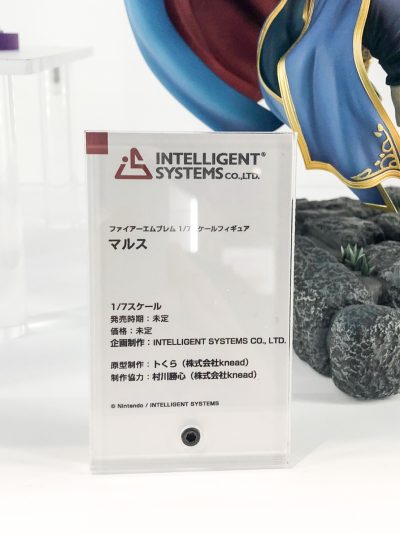 INTELLIGENT®
SYSTEMS CO.,LTD.
ファイアーエムブレム 1/7スケールフィギュア
マルス
1/7スケール
発売時期：未定
価格：未定
企画制作：INTELLIGENT SYSTEMS CO., LTD.
原型制作：トくら（株式会社knead）
制作協力：村川勝心（株式会社knead）
© Nintendo / INTELLIGENT SYSTEMS